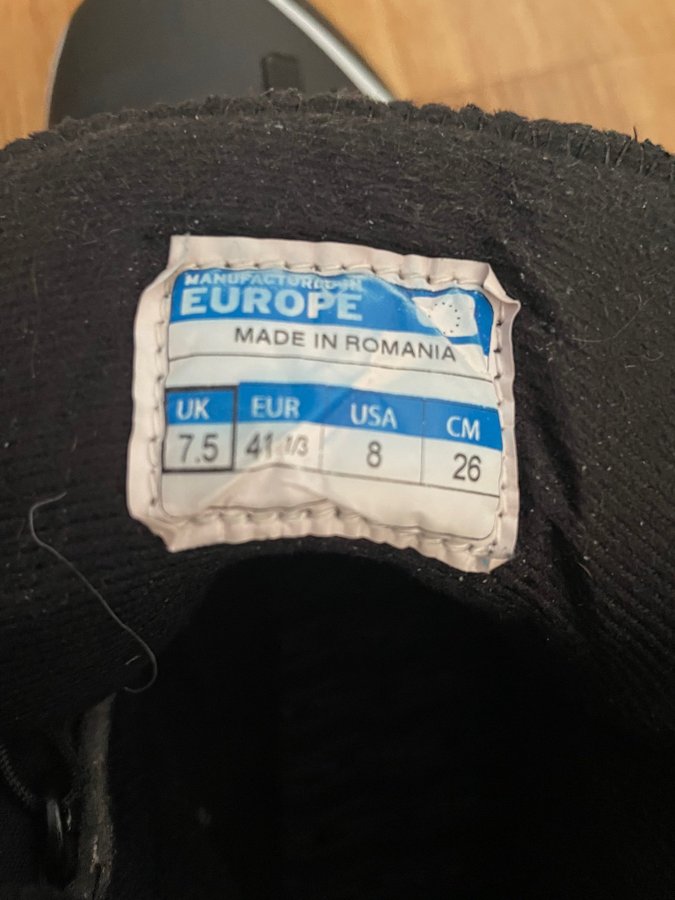 MANUFACTURED IN
EUROPE
MADE IN ROMANIA
UK EUR USA CM
7.5 41 1/3 8 26